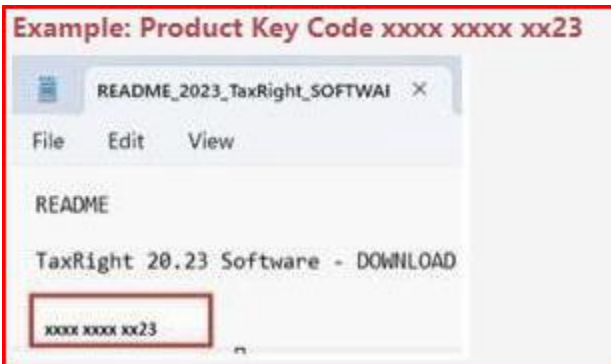 Example: Product Key Code xxxx xxxx xx23
README_2023_TaxRight_SOFTWAI ×
File Edit View
README
TaxRight 20.23 Software - DOWNLOAD
xxxx xxxx xx23